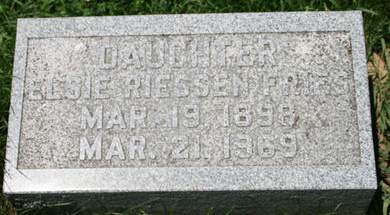 DAUGHTER
ELSIE RIESSEN FRIES
MAR. 19, 1898
MAR. 21, 1969